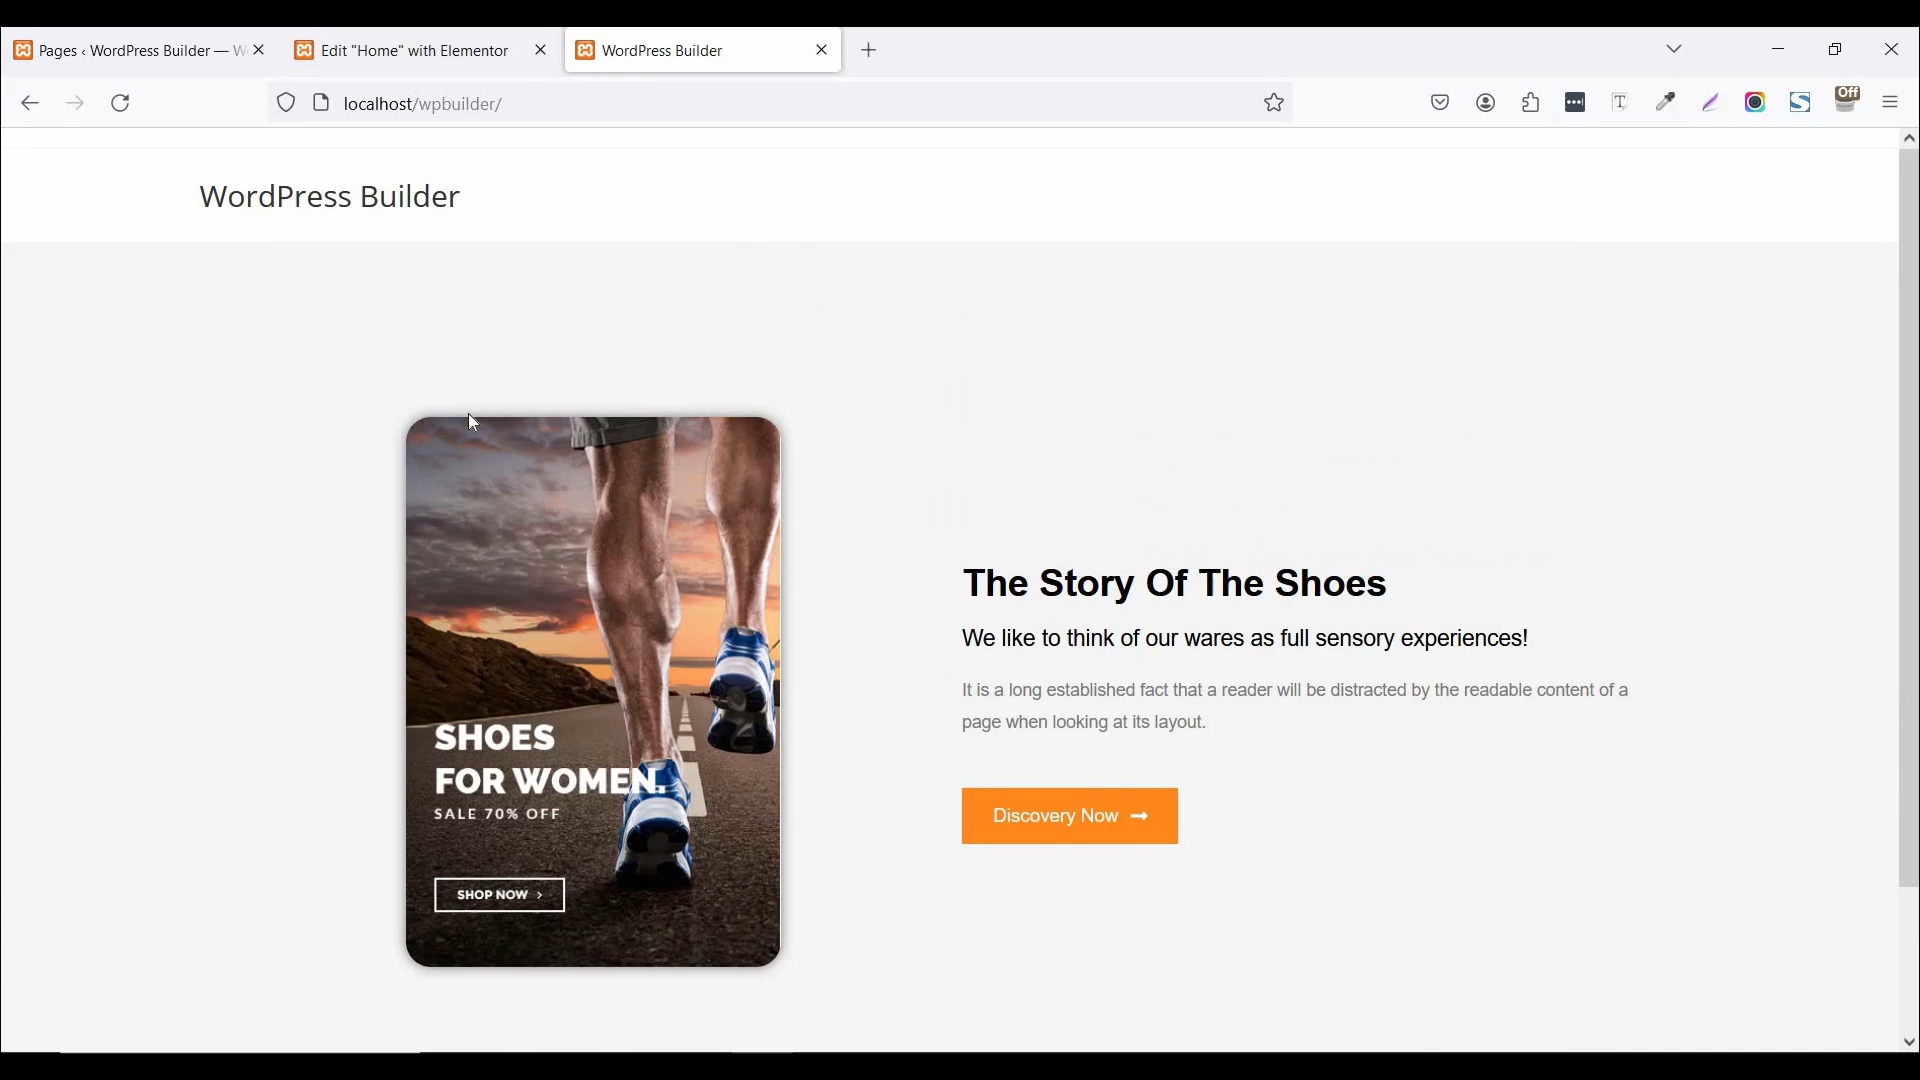 Pages ‹ WordPress Builder — W
Edit "Home" with Elementor
WordPress Builder
localhost/wpbuilder/
Off
WordPress Builder
SHOES
FOR WOMEN.
SALE 70% OFF
SHOP NOW >
The Story Of The Shoes
We like to think of our wares as full sensory experiences!
It is a long established fact that a reader will be distracted by the readable content of a
page when looking at its layout.
Discovery Now →